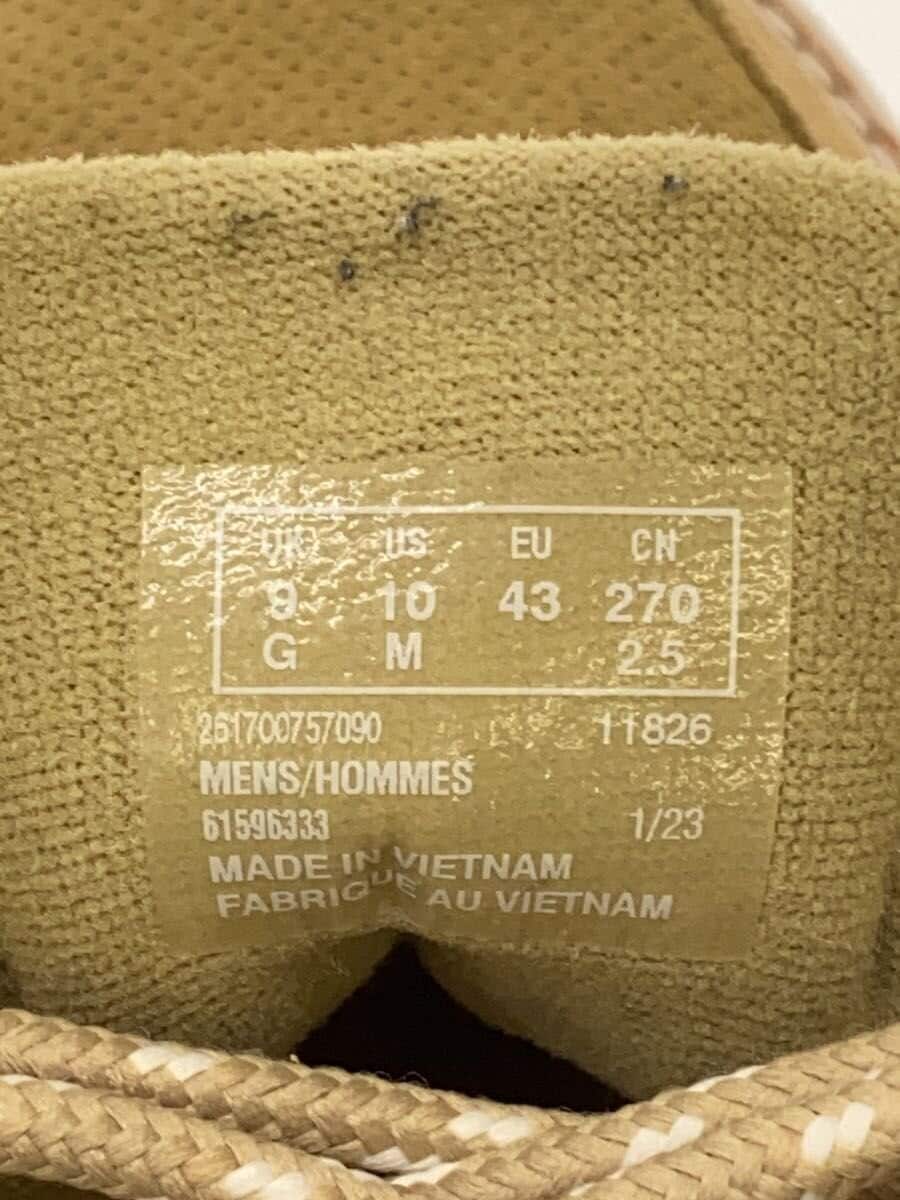 UK US EU CN
9 10 43 270
G M 2.5
261700757090 11826
MENS/HOMMES
61596333 1/23
MADE IN VIETNAM
FABRIQUE AU VIETNAM